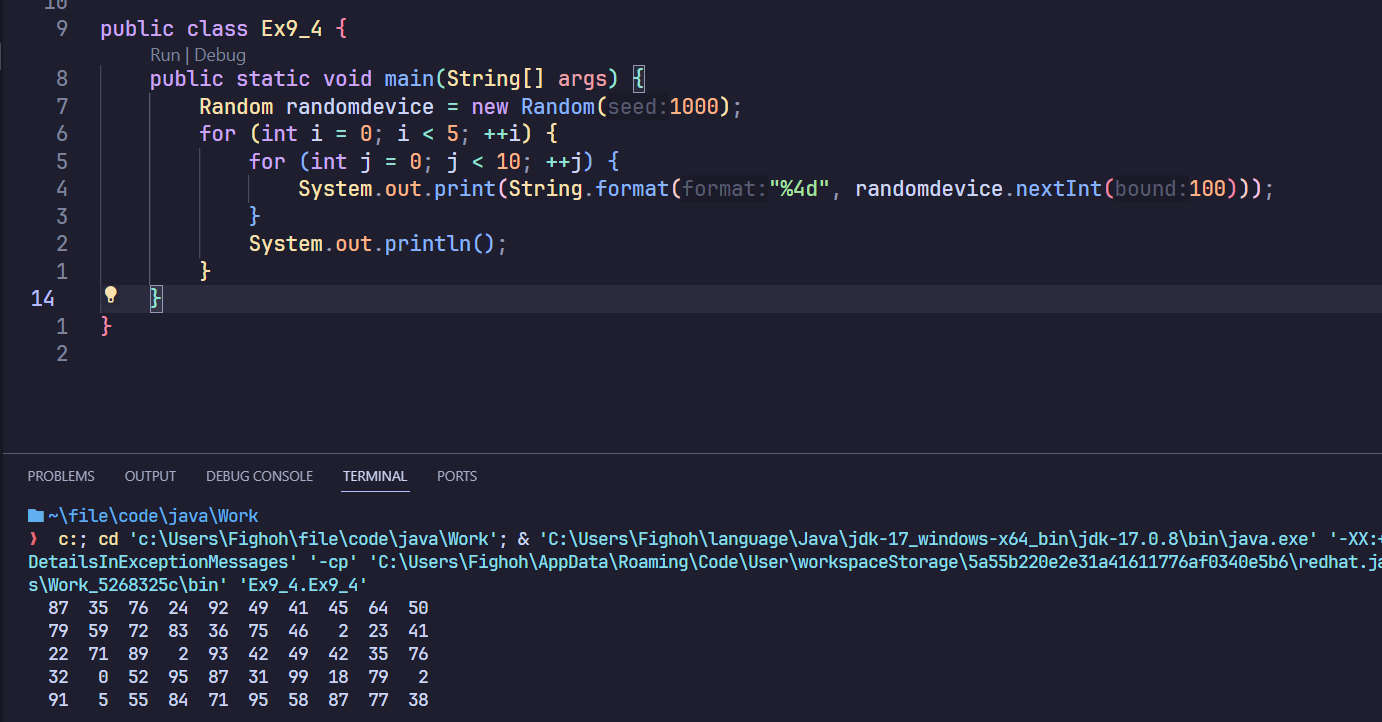 10
9 public class Ex9_4 {
Run | Debug
8 public static void main(String[] args) {
7 Random randomdevice = new Random(seed:1000);
6 for (int i = 0; i < 5; ++i) {
5 for (int j = 0; j < 10; ++j) {
4 System.out.print(String.format(format:"%4d", randomdevice.nextInt(bound:100)));
3 }
2 System.out.println();
1 }
14 }
1 }
2
PROBLEMS OUTPUT DEBUG CONSOLE TERMINAL PORTS
~\file\code\java\Work
❯ c:; cd 'c:\Users\Fighoh\file\code\java\Work'; & 'C:\Users\Fighoh\language\Java\jdk-17_windows-x64_bin\jdk-17.0.8\bin\java.exe' '-XX:+
DetailsInExceptionMessages' '-cp' 'C:\Users\Fighoh\AppData\Roaming\Code\User\workspaceStorage\5a55b220e2e31a41611776af0340e5b6\redhat.ja
s\Work_5268325c\bin' 'Ex9_4.Ex9_4'
87 35 76 24 92 49 41 45 64 50
79 59 72 83 36 75 46 2 23 41
22 71 89 2 93 42 49 42 35 76
32 0 52 95 87 31 99 18 79 2
91 5 55 84 71 95 58 87 77 38